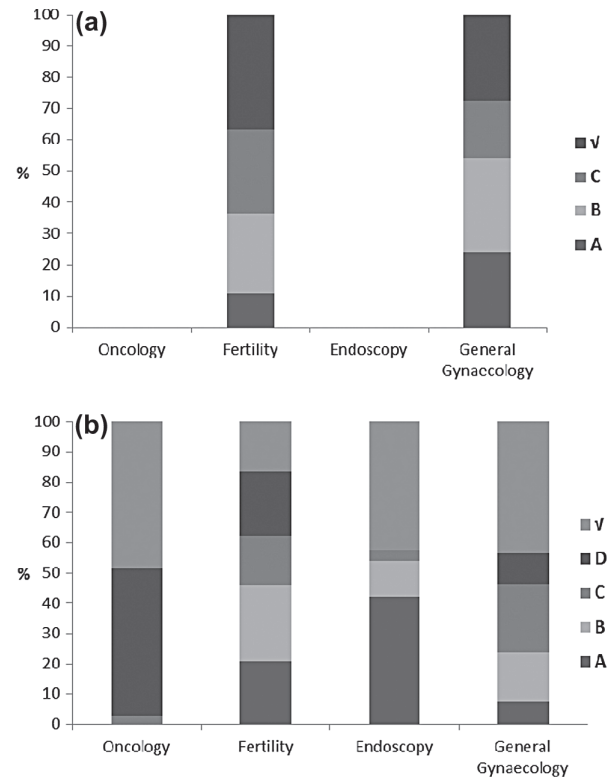 (a)
100
90
80
70
60
50
40
30
20
10
0
%
Oncology
Fertility
Endoscopy
General
Gynaecology
√
C
B
A
(b)
100
90
80
70
60
50
40
30
20
10
0
%
Oncology
Fertility
Endoscopy
General
Gynaecology
√
D
C
B
A